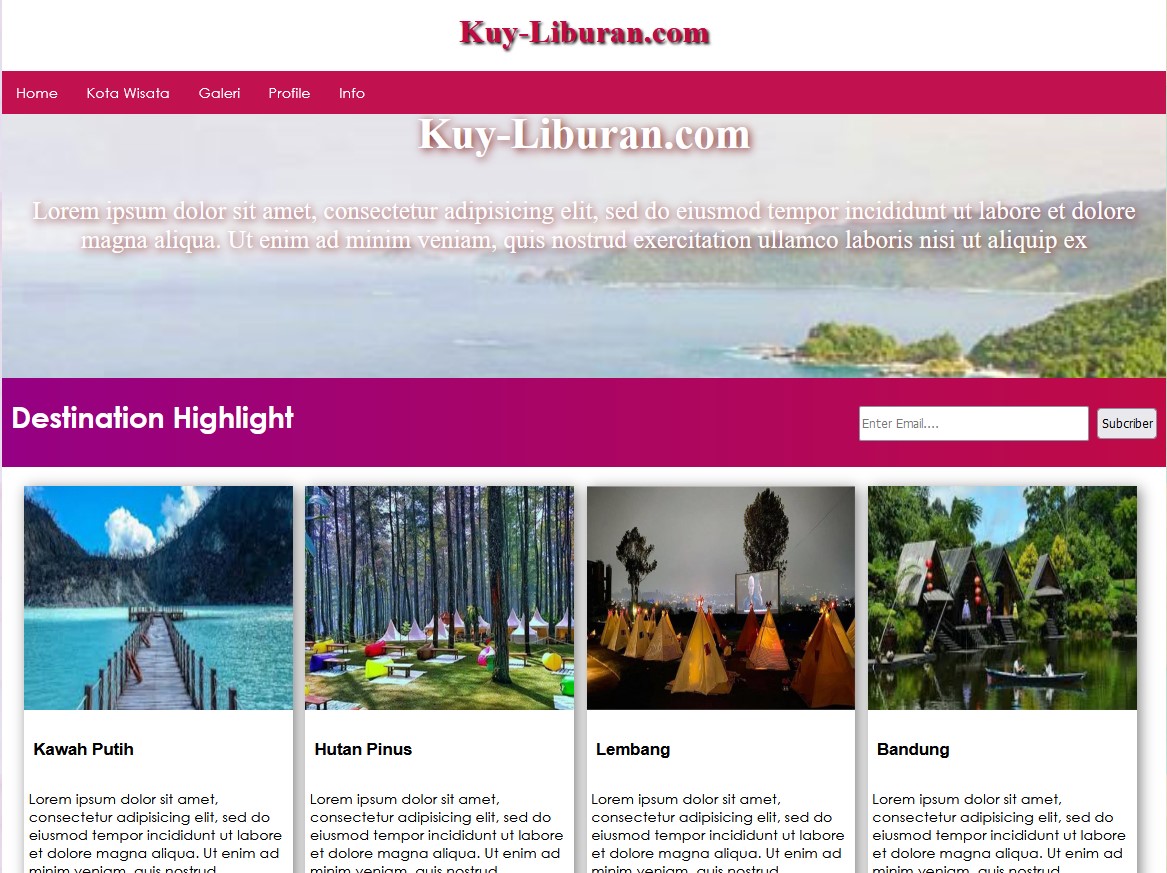 Kuy-Liburan.com
Home Kota Wisata Galeri Profile Info
Kuy-Liburan.com
Lorem ipsum dolor sit amet, consectetur adipisicing elit, sed do eiusmod tempor incididunt ut labore et dolore
magna aliqua. Ut enim ad minim veniam, quis nostrud exercitation ullamco laboris nisi ut aliquip ex
Destination Highlight
Enter Email.... Subcriber
Kawah Putih
Lorem ipsum dolor sit amet,
consectetur adipisicing elit, sed do
eiusmod tempor incididunt ut labore
et dolore magna aliqua. Ut enim ad
minim veniam, quis nostrud
Hutan Pinus
Lorem ipsum dolor sit amet,
consectetur adipisicing elit, sed do
eiusmod tempor incididunt ut labore
et dolore magna aliqua. Ut enim ad
minim veniam, quis nostrud
Lembang
Lorem ipsum dolor sit amet,
consectetur adipisicing elit, sed do
eiusmod tempor incididunt ut labore
et dolore magna aliqua. Ut enim ad
minim veniam, quis nostrud
Bandung
Lorem ipsum dolor sit amet,
consectetur adipisicing elit, sed do
eiusmod tempor incididunt ut labore
et dolore magna aliqua. Ut enim ad
minim veniam, quis nostrud